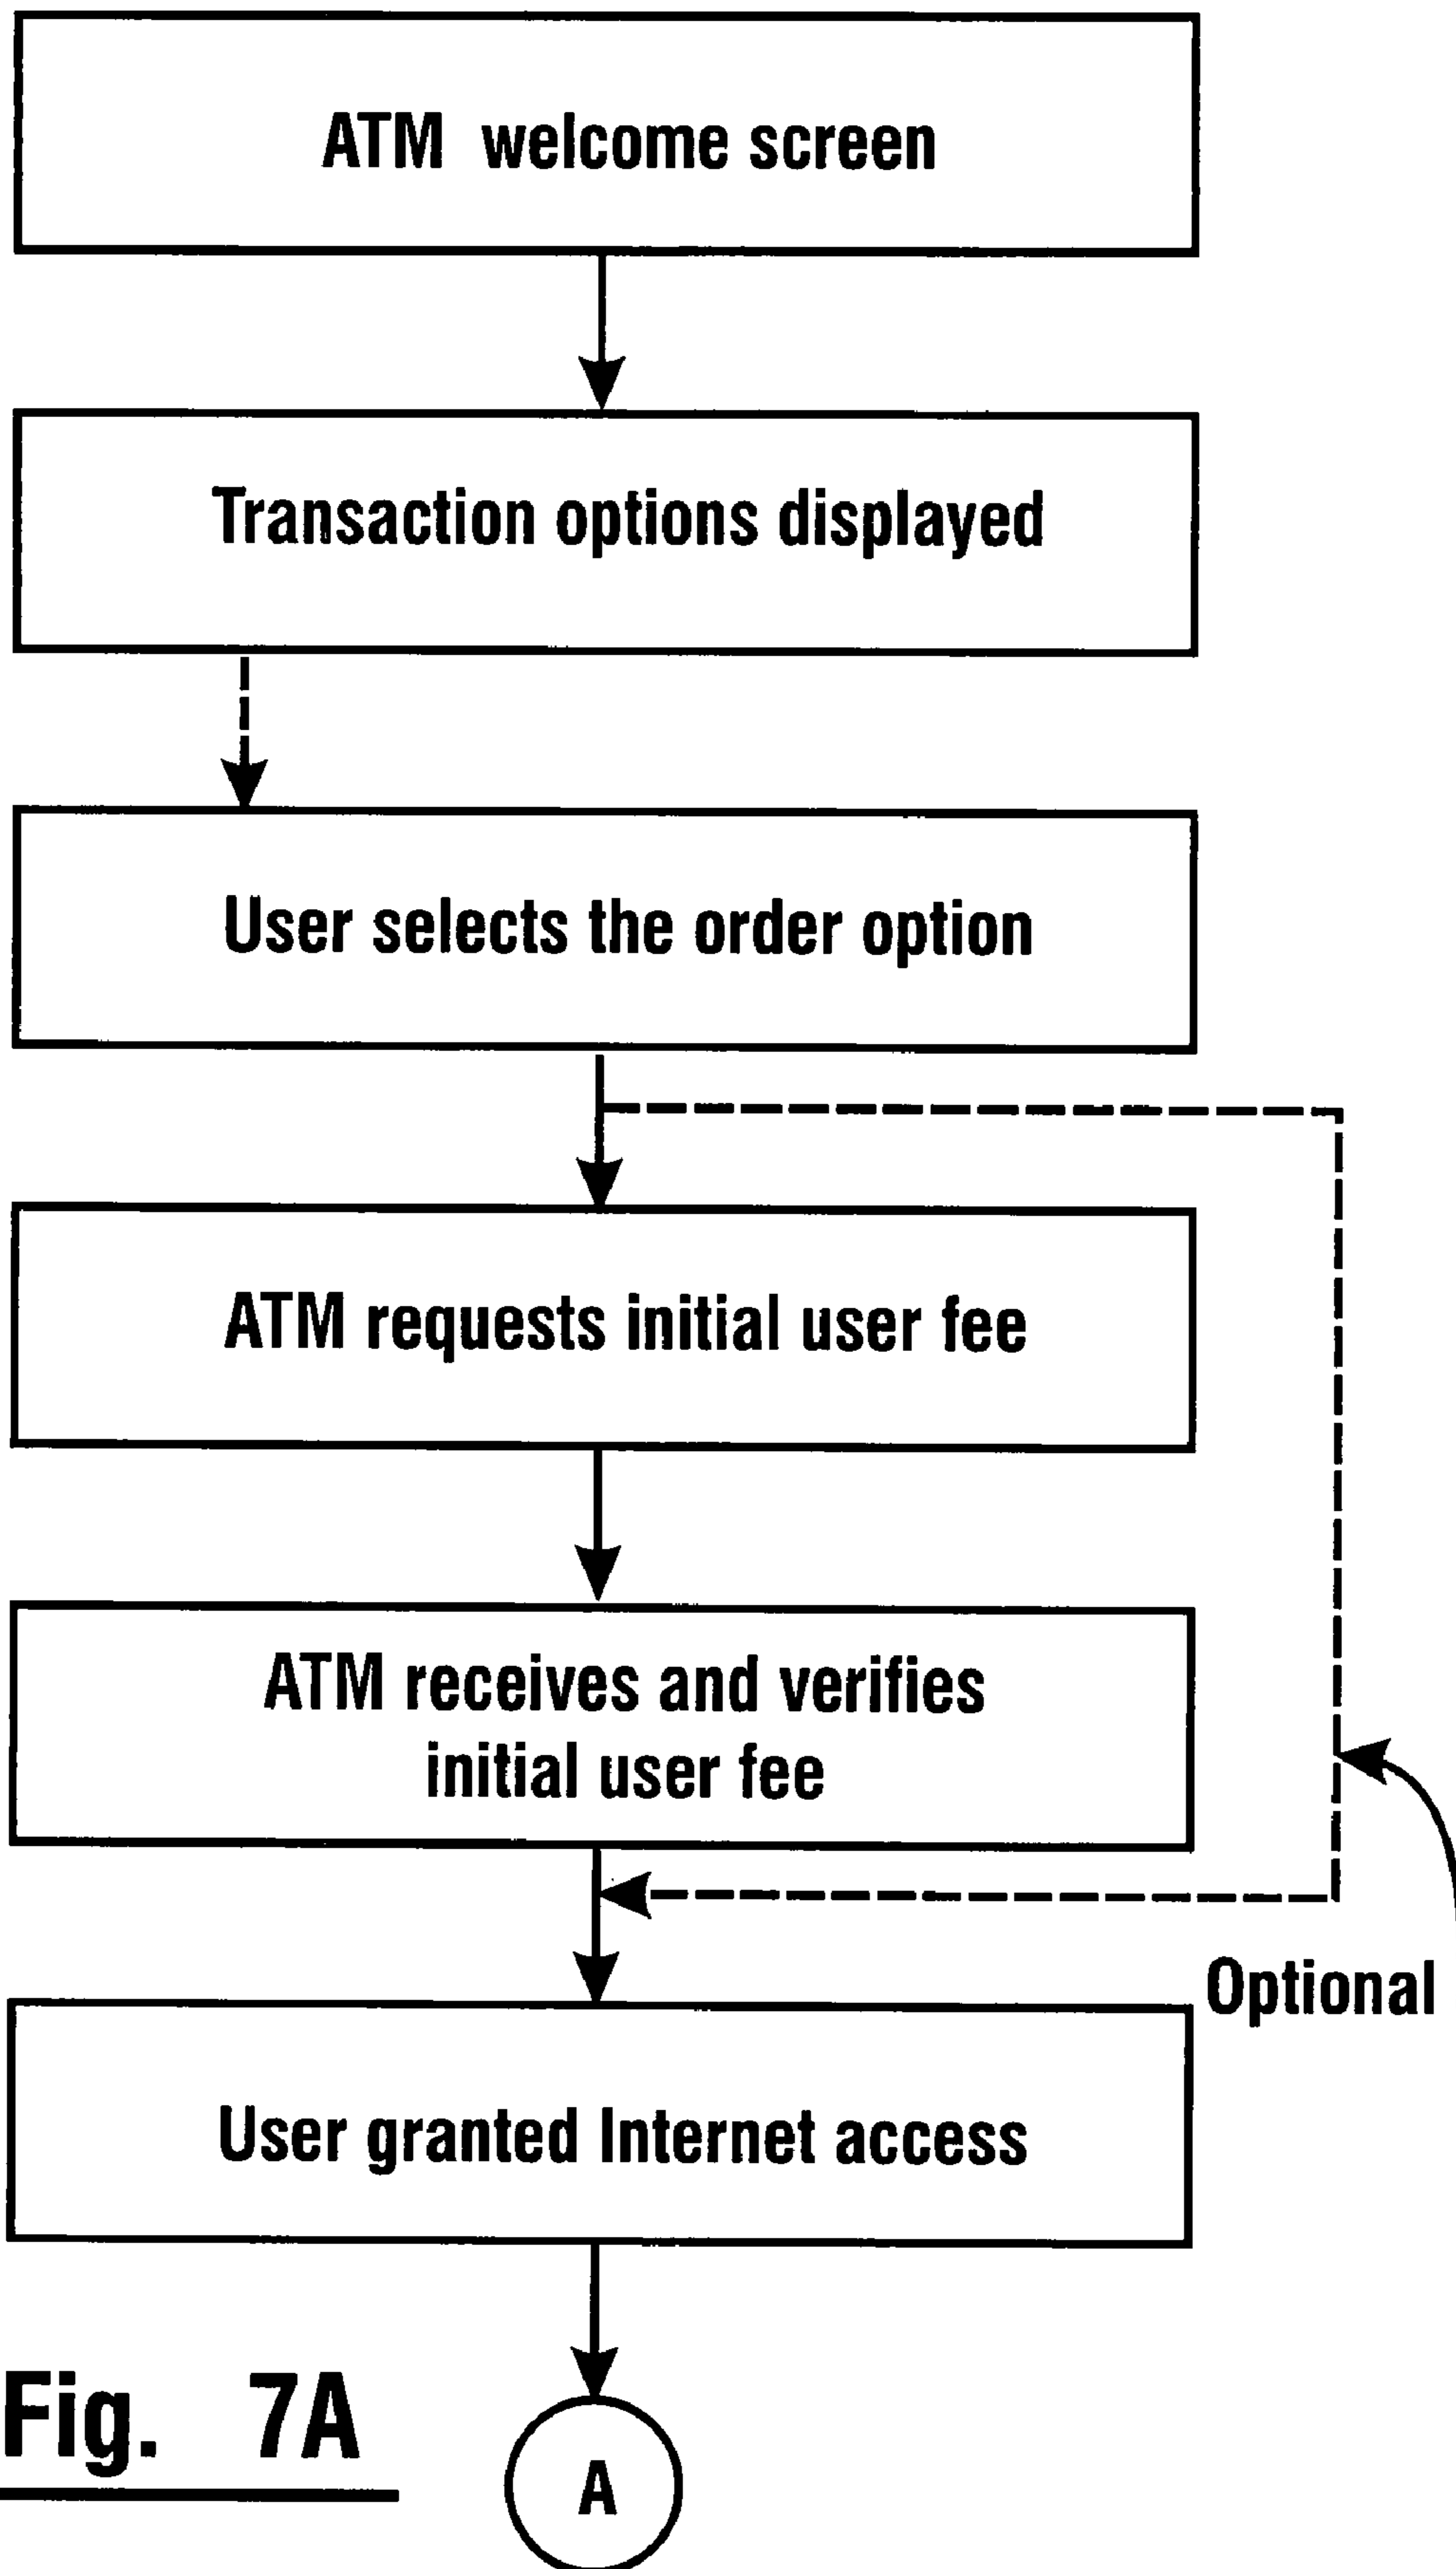 ATM welcome screen
Transaction options displayed
User selects the order option
ATM requests initial user fee
ATM receives and verifies
initial user fee
Optional
User granted Internet access
Fig. 7A
A